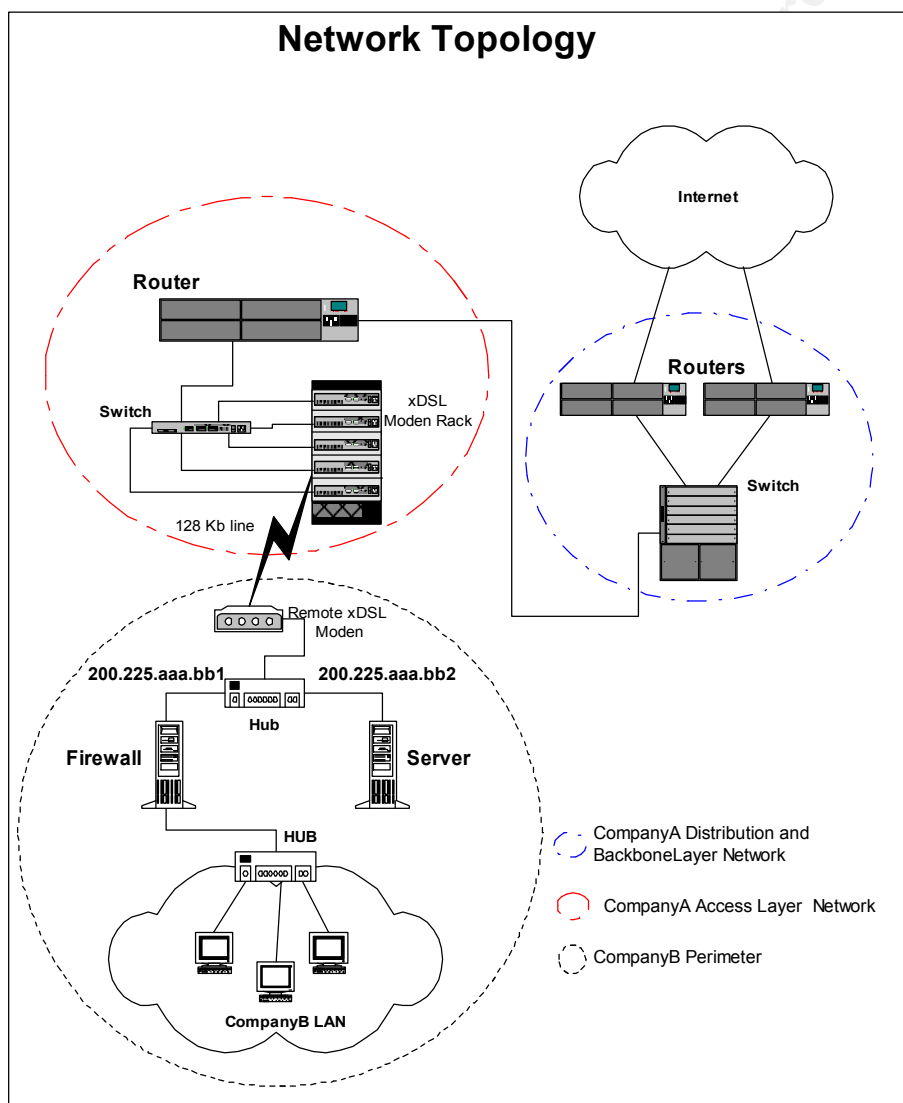 Network Topology
Internet
Router
Routers
Switch
xDSL
Moden Rack
Switch
128 Kb line
Remote xDSL
Moden
200.225.aaa.bb1
200.225.aaa.bb2
Hub
Firewall
Server
HUB
CompanyB LAN
CompanyA Distribution and
BackboneLayer Network
CompanyA Access Layer Network
CompanyB Perimeter